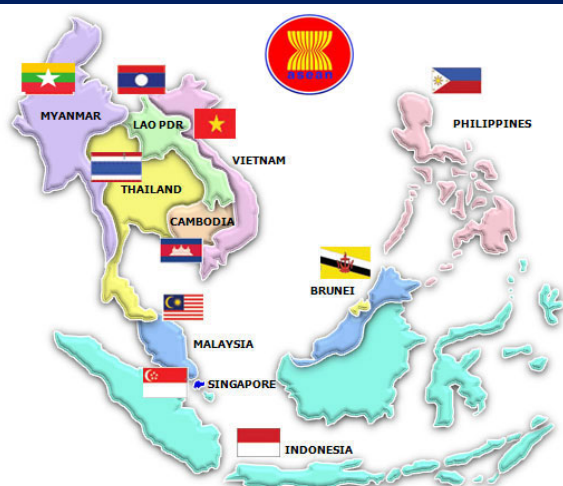 asean
MYANMAR
LAO PDR
PHILIPPINES
VIETNAM
THAILAND
CAMBODIA
BRUNEI
MALAYSIA
SINGAPORE
INDONESIA